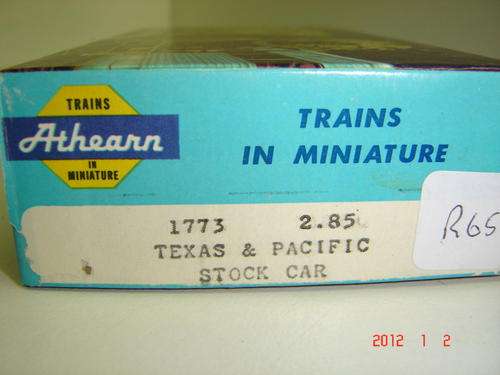 TRAINS
Athearn
IN
MINIATURE
TRAINS
IN MINIATURE
1773 2.85
TEXAS & PACIFIC
STOCK CAR
R65
2012 1 2